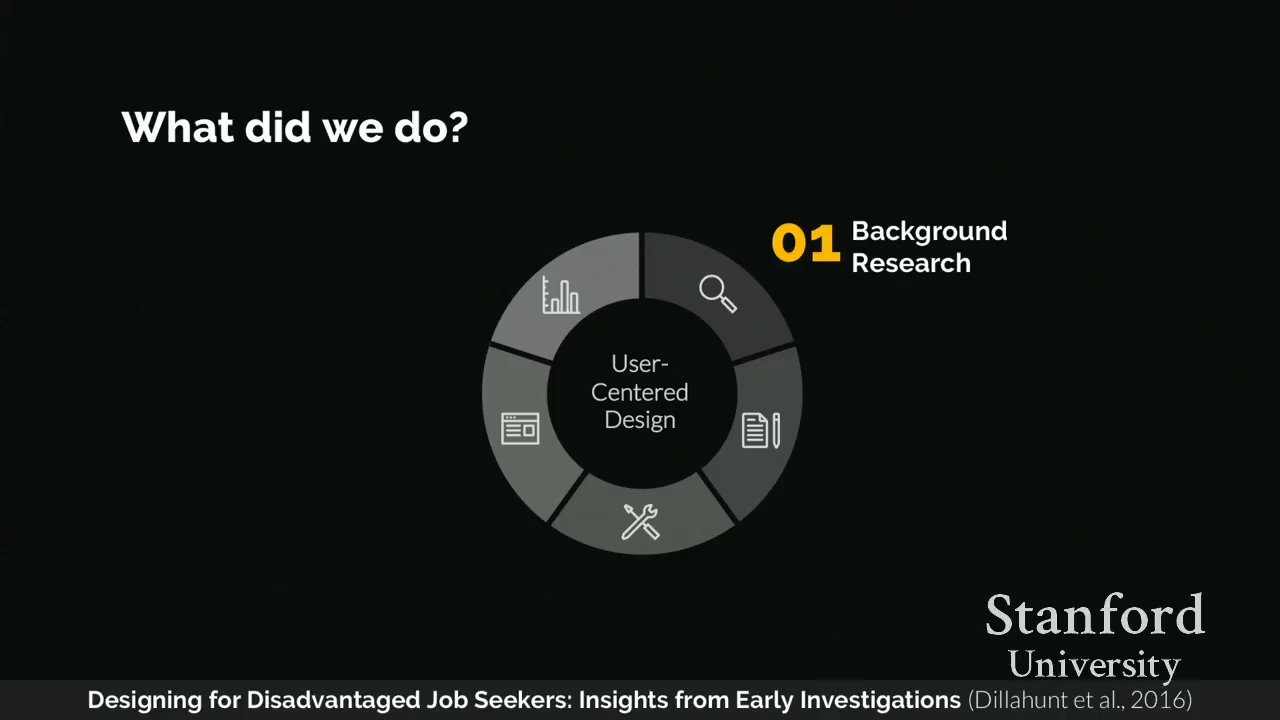 What did we do?
01 Background
Research
User-
Centered
Design
Stanford
University
Designing for Disadvantaged Job Seekers: Insights from Early Investigations (Dillahunt et al., 2016)